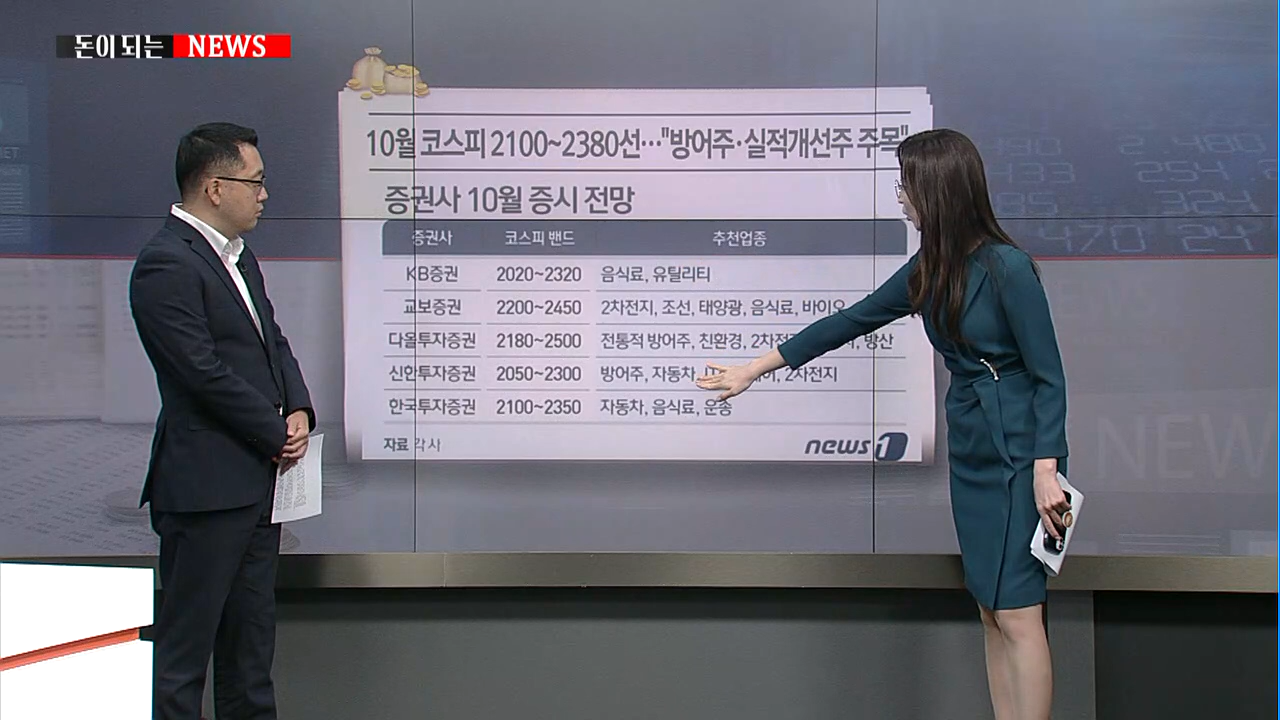 돈이 되는 NEWS
10월 코스피 2100~2380선…"방어주·실적개선주 주목"
증권사 10월 증시 전망
증권사 코스피 밴드 추천업종
KB증권 2020~2320 음식료, 유틸리티
교보증권 2200~2450 2차전지, 조선, 태양광, 음식료, 바이오
다올투자증권 2180~2500 전통적 방어주, 친환경, 방산
신한투자증권 2050~2300 방어주, 자동차, 2차전지
한국투자증권 2100~2350 자동차, 음식료, 운송
자료 각 사
news1
NEW
2.480
254
324
470 24